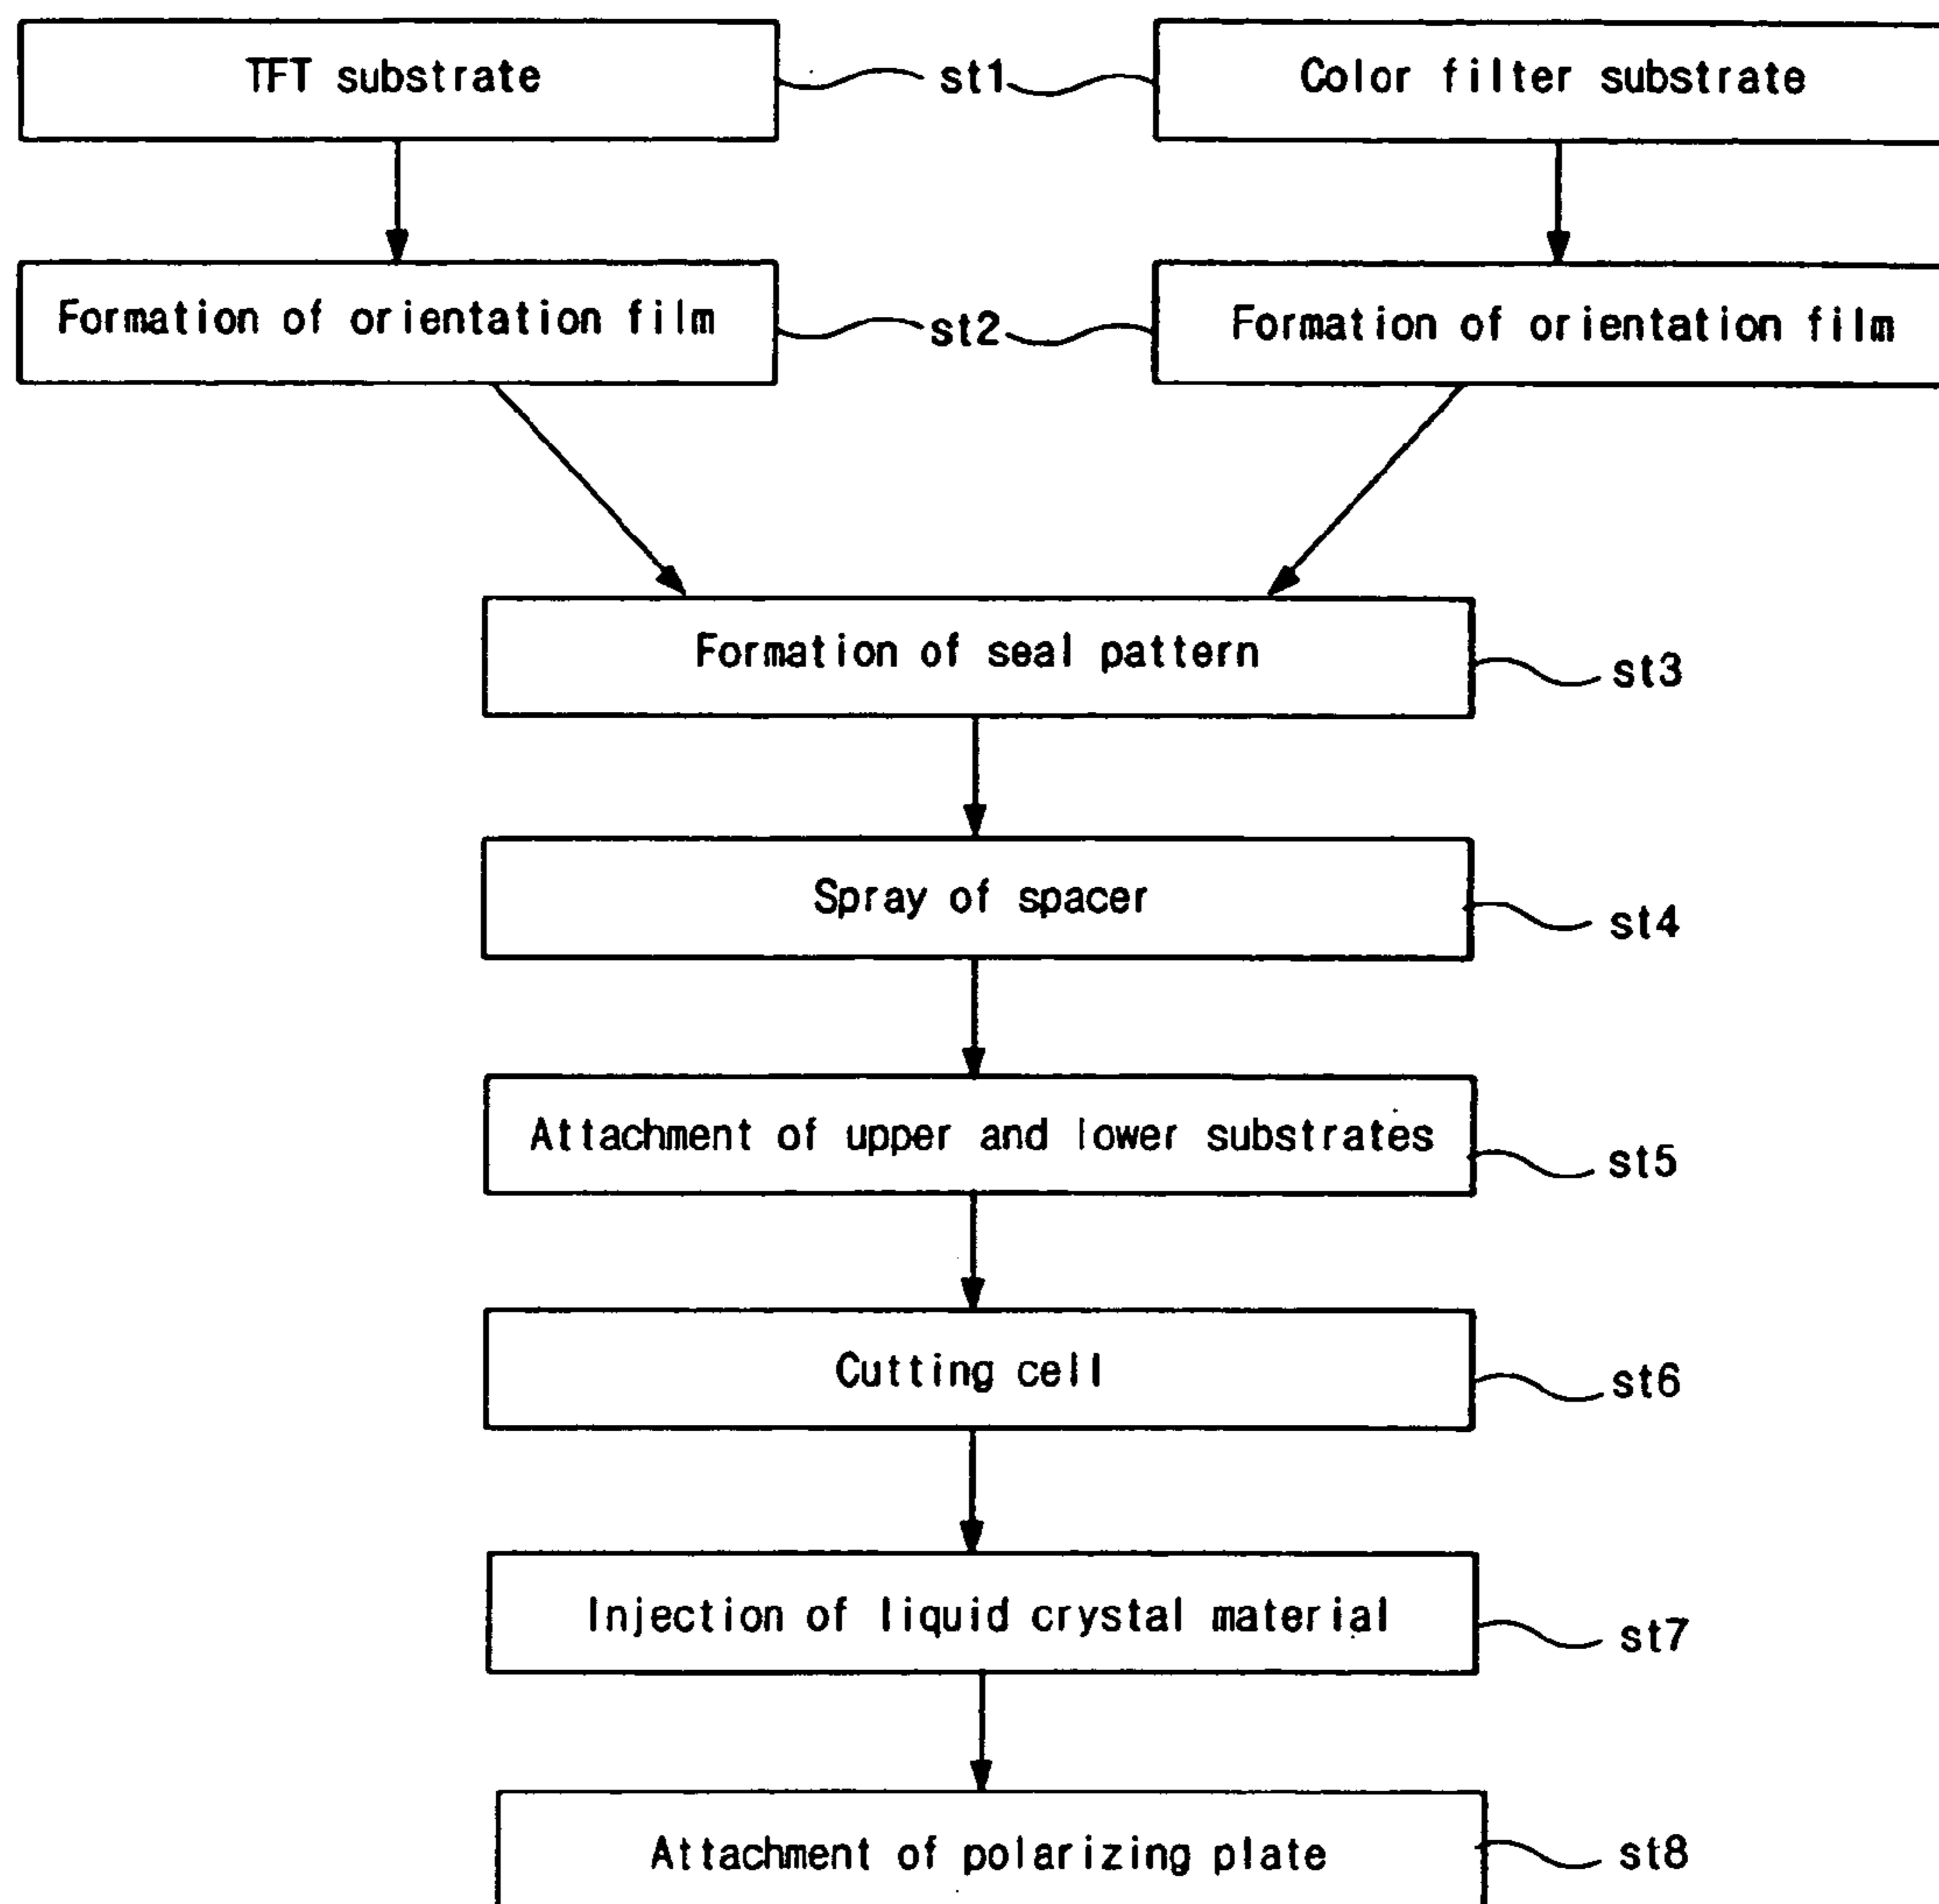 TFT substrate
st1
Color filter substrate
Formation of orientation film
st2
Formation of orientation film
Formation of seal pattern
st3
Spray of spacer
st4
Attachment of upper and lower substrates
st5
Cutting cell
st6
Injection of liquid crystal material
st7
Attachment of polarizing plate
st8